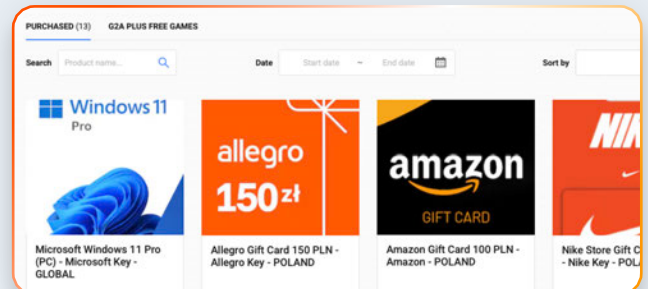 PURCHASED (13) G2A PLUS FREE GAMES
Search Product name... Date Start date ~ End date Sort by
Windows 11
Pro
allegro
150 zł
amazon
GIFT CARD
NIK
Microsoft Windows 11 Pro
(PC) - Microsoft Key -
GLOBAL
Allegro Gift Card 150 PLN -
Allegro Key - POLAND
Amazon Gift Card 100 PLN -
Amazon - POLAND
Nike Store Gift C
- Nike Key - POL